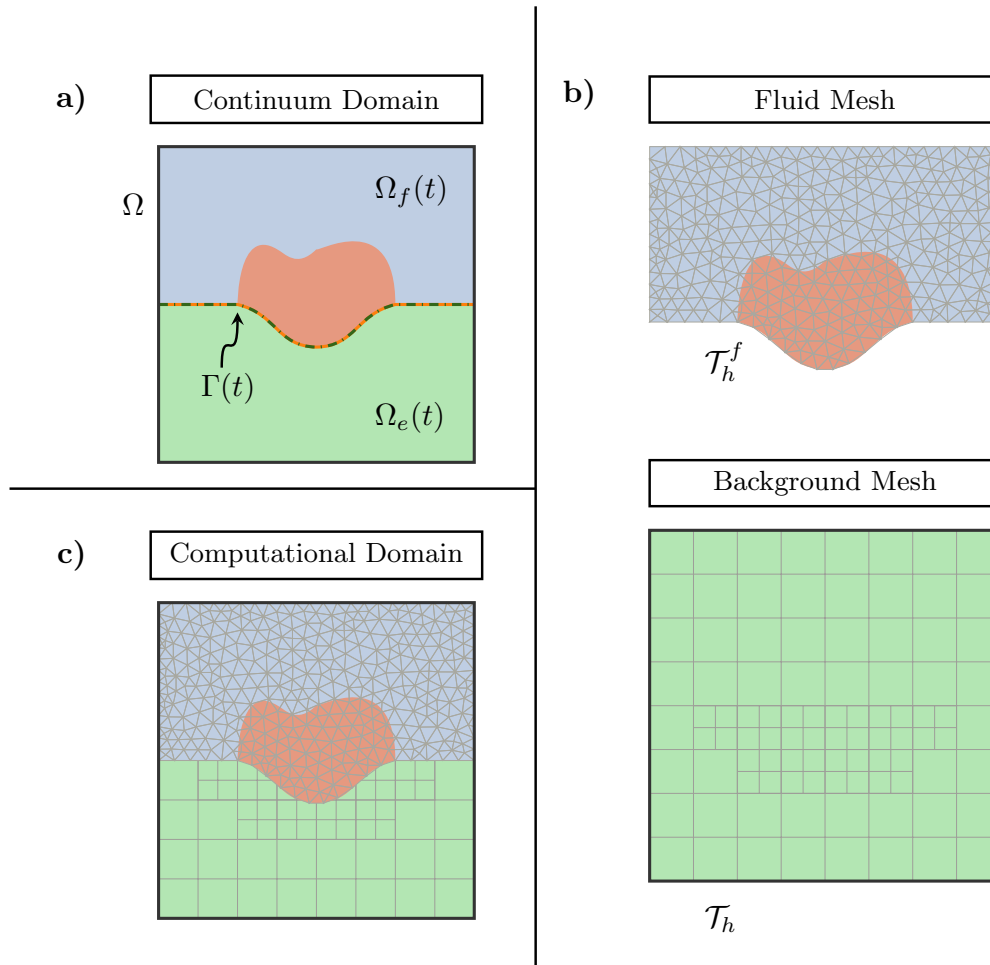 a)
Continuum Domain
Ω
Ω_f(t)
Γ(t)
Ω_e(t)
b)
Fluid Mesh
𝒯_h^f
Background Mesh
𝒯_h
c)
Computational Domain